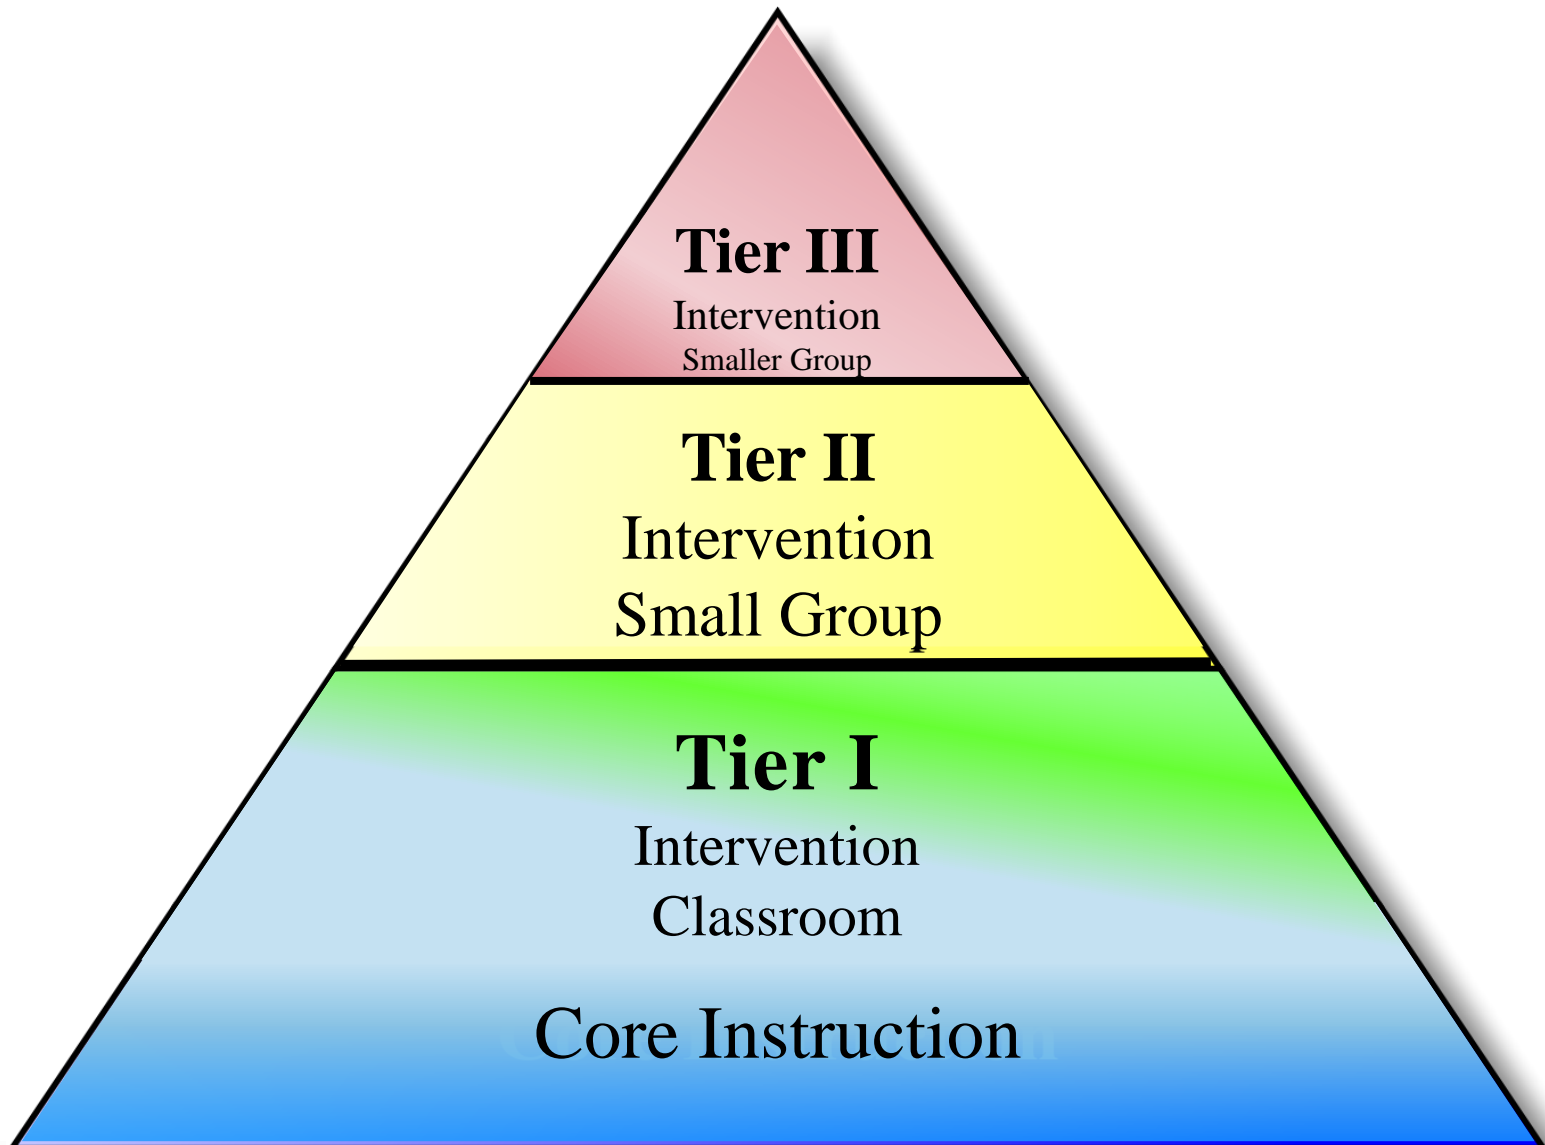 Tier III
Intervention
Smaller Group
Tier II
Intervention
Small Group
Tier I
Intervention
Classroom
Core Instruction